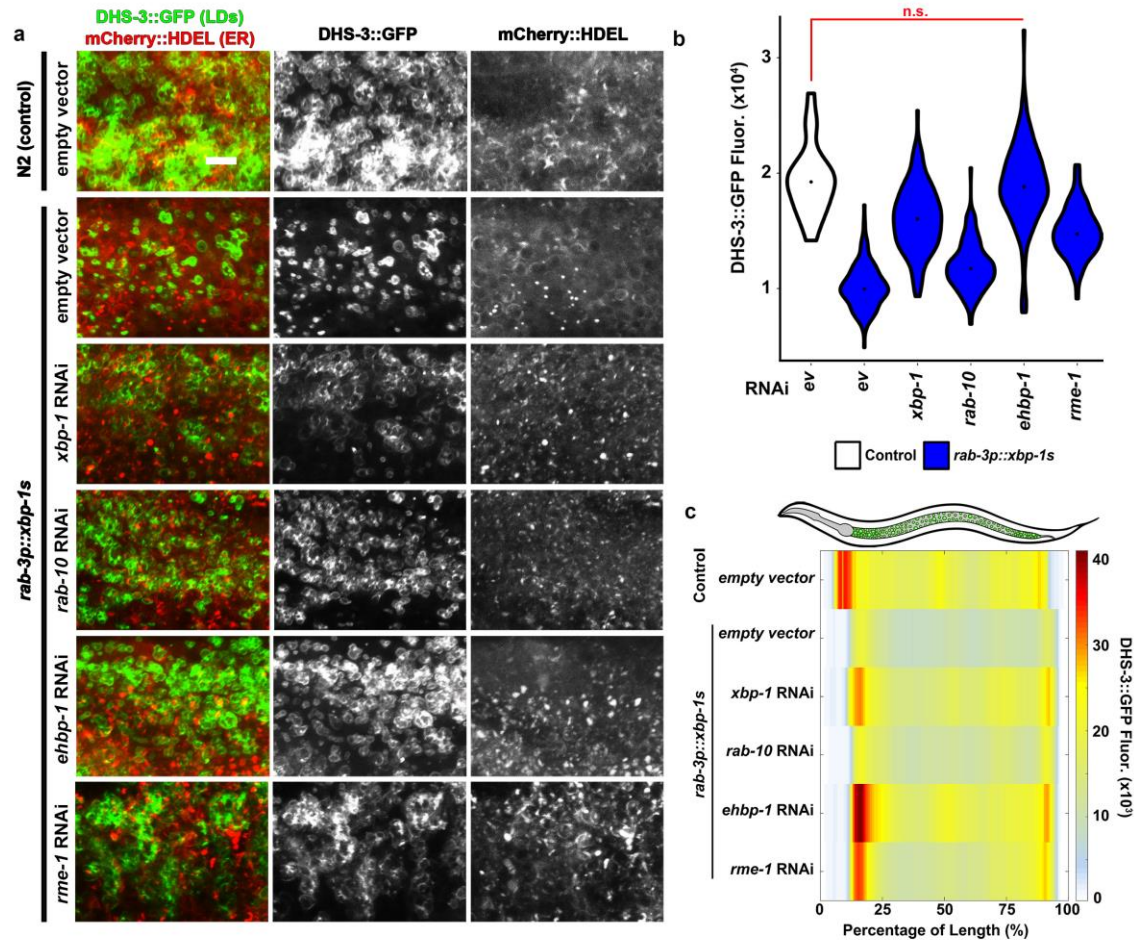 a
DHS-3::GFP (LDs)
mCherry::HDEL (ER)
DHS-3::GFP
mCherry::HDEL
N2 (control)
empty vector
rab-3p::xbp-1s
empty vector
xbp-1 RNAi
rab-10 RNAi
ehbp-1 RNAi
rme-1 RNAi
b
n.s.
DHS-3::GFP Fluor. (x10⁴)
3
2
1
RNAi
ev
ev
xbp-1
rab-10
ehbp-1
rme-1
Control
rab-3p::xbp-1s
c
Control
empty vector
rab-3p::xbp-1s
empty vector
xbp-1 RNAi
rab-10 RNAi
ehbp-1 RNAi
rme-1 RNAi
0 25 50 75 100
Percentage of Length (%)
40
30
20
10
0
DHS-3::GFP Fluor. (x10³)